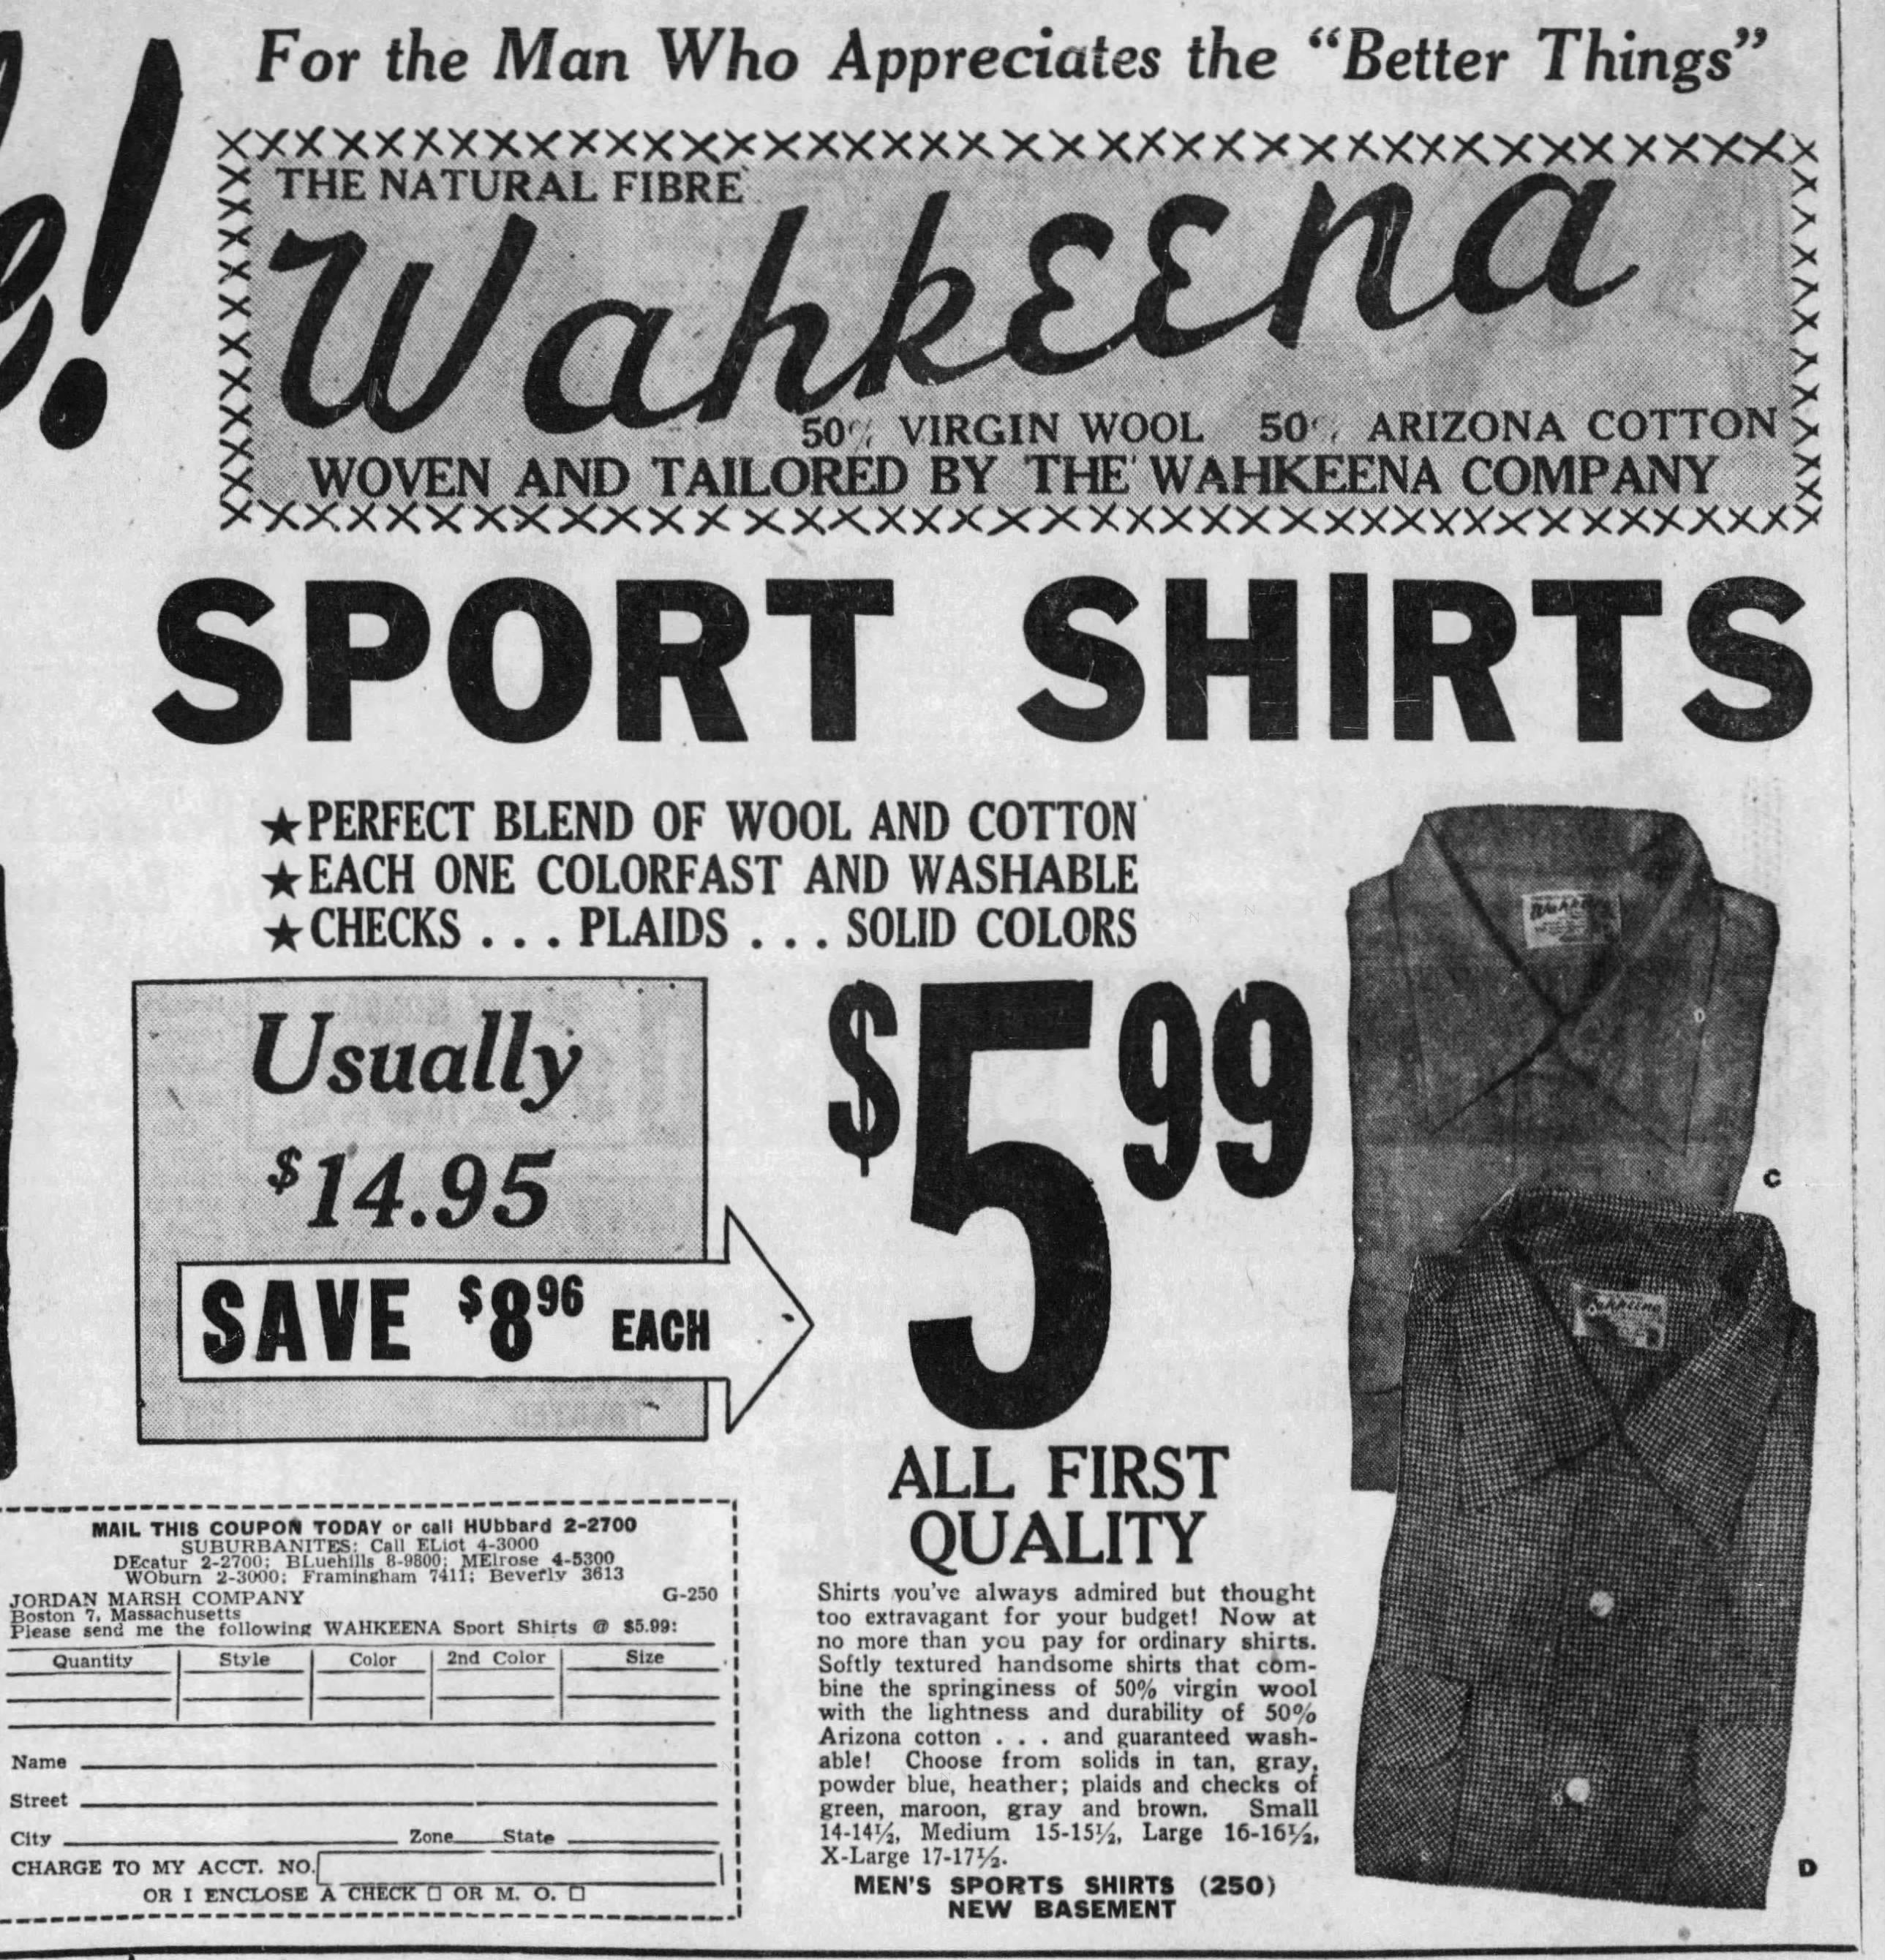 For the Man Who Appreciates the “Better Things”
THE NATURAL FIBRE
Wahkeena
50% VIRGIN WOOL 50% ARIZONA COTTON
WOVEN AND TAILORED BY THE WAHKEENA COMPANY
SPORT SHIRTS
★PERFECT BLEND OF WOOL AND COTTON
★EACH ONE COLORFAST AND WASHABLE
★CHECKS . . . PLAIDS . . . SOLID COLORS
Usually
$14.95
SAVE $8 96 EACH
$5 99
Wahkeena
C
Wahkeena
D
ALL FIRST
QUALITY
Shirts you've always admired but thought
too extravagant for your budget! Now at
no more than you pay for ordinary shirts.
Softly textured handsome shirts that com-
bine the springiness of 50% virgin wool
with the lightness and durability of 50%
Arizona cotton . . . and guaranteed wash-
able! Choose from solids in tan, gray,
powder blue, heather; plaids and checks of
green, maroon, gray and brown. Small
14-14½, Medium 15-15½, Large 16-16½,
X-Large 17-17½.
MEN'S SPORTS SHIRTS (250)
NEW BASEMENT
MAIL THIS COUPON TODAY or call HUbbard 2-2700
SUBURBANITES: Call ELiot 4-3000
DEcatur 2-2700; BLuehills 8-9800; MElrose 4-5300
WOburn 2-3000; Framingham 7411; Beverly 3613
JORDAN MARSH COMPANY G-250
Boston 7, Massachusetts
Please send me the following WAHKEENA Sport Shirts @ $5.99:
Quantity Style Color 2nd Color Size
Name
Street
City Zone State
CHARGE TO MY ACCT. NO.
OR I ENCLOSE A CHECK □ OR M. O. □